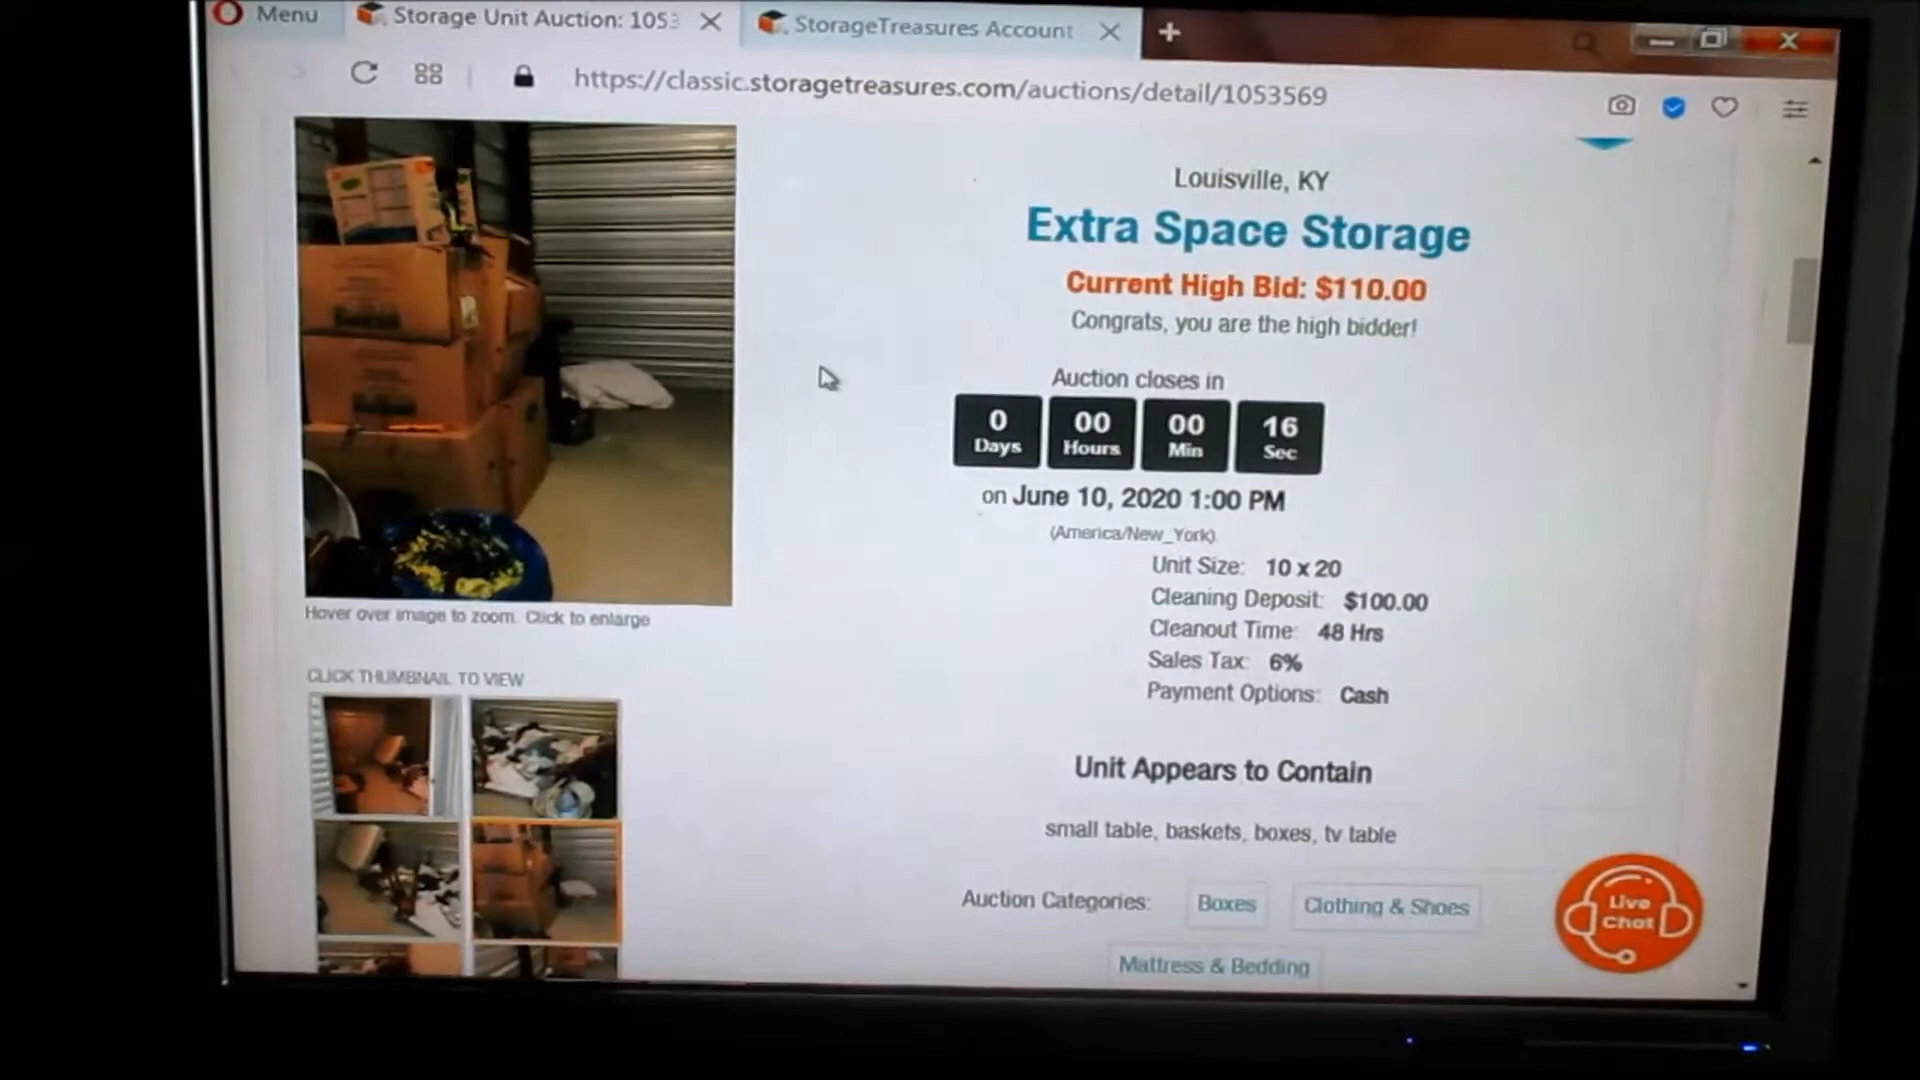 Menu
Storage Unit Auction: 1053
StorageTreasures Account
https://classic.storagetreasures.com/auctions/detail/1053569
Louisville, KY
Extra Space Storage
Current High Bid: $110.00
Congrats, you are the high bidder!
Auction closes in
0 00 00 16
Days Hours Min Sec
on June 10, 2020 1:00 PM
(America/New_York)
Unit Size: 10 x 20
Cleaning Deposit: $100.00
Cleanout Time: 48 Hrs
Sales Tax: 6%
Payment Options: Cash
Hover over image to zoom. Click to enlarge
CLICK THUMBNAIL TO VIEW
Unit Appears to Contain
small table, baskets, boxes, tv table
Auction Categories: Boxes Clothing & Shoes
Mattress & Bedding
Live
Chat